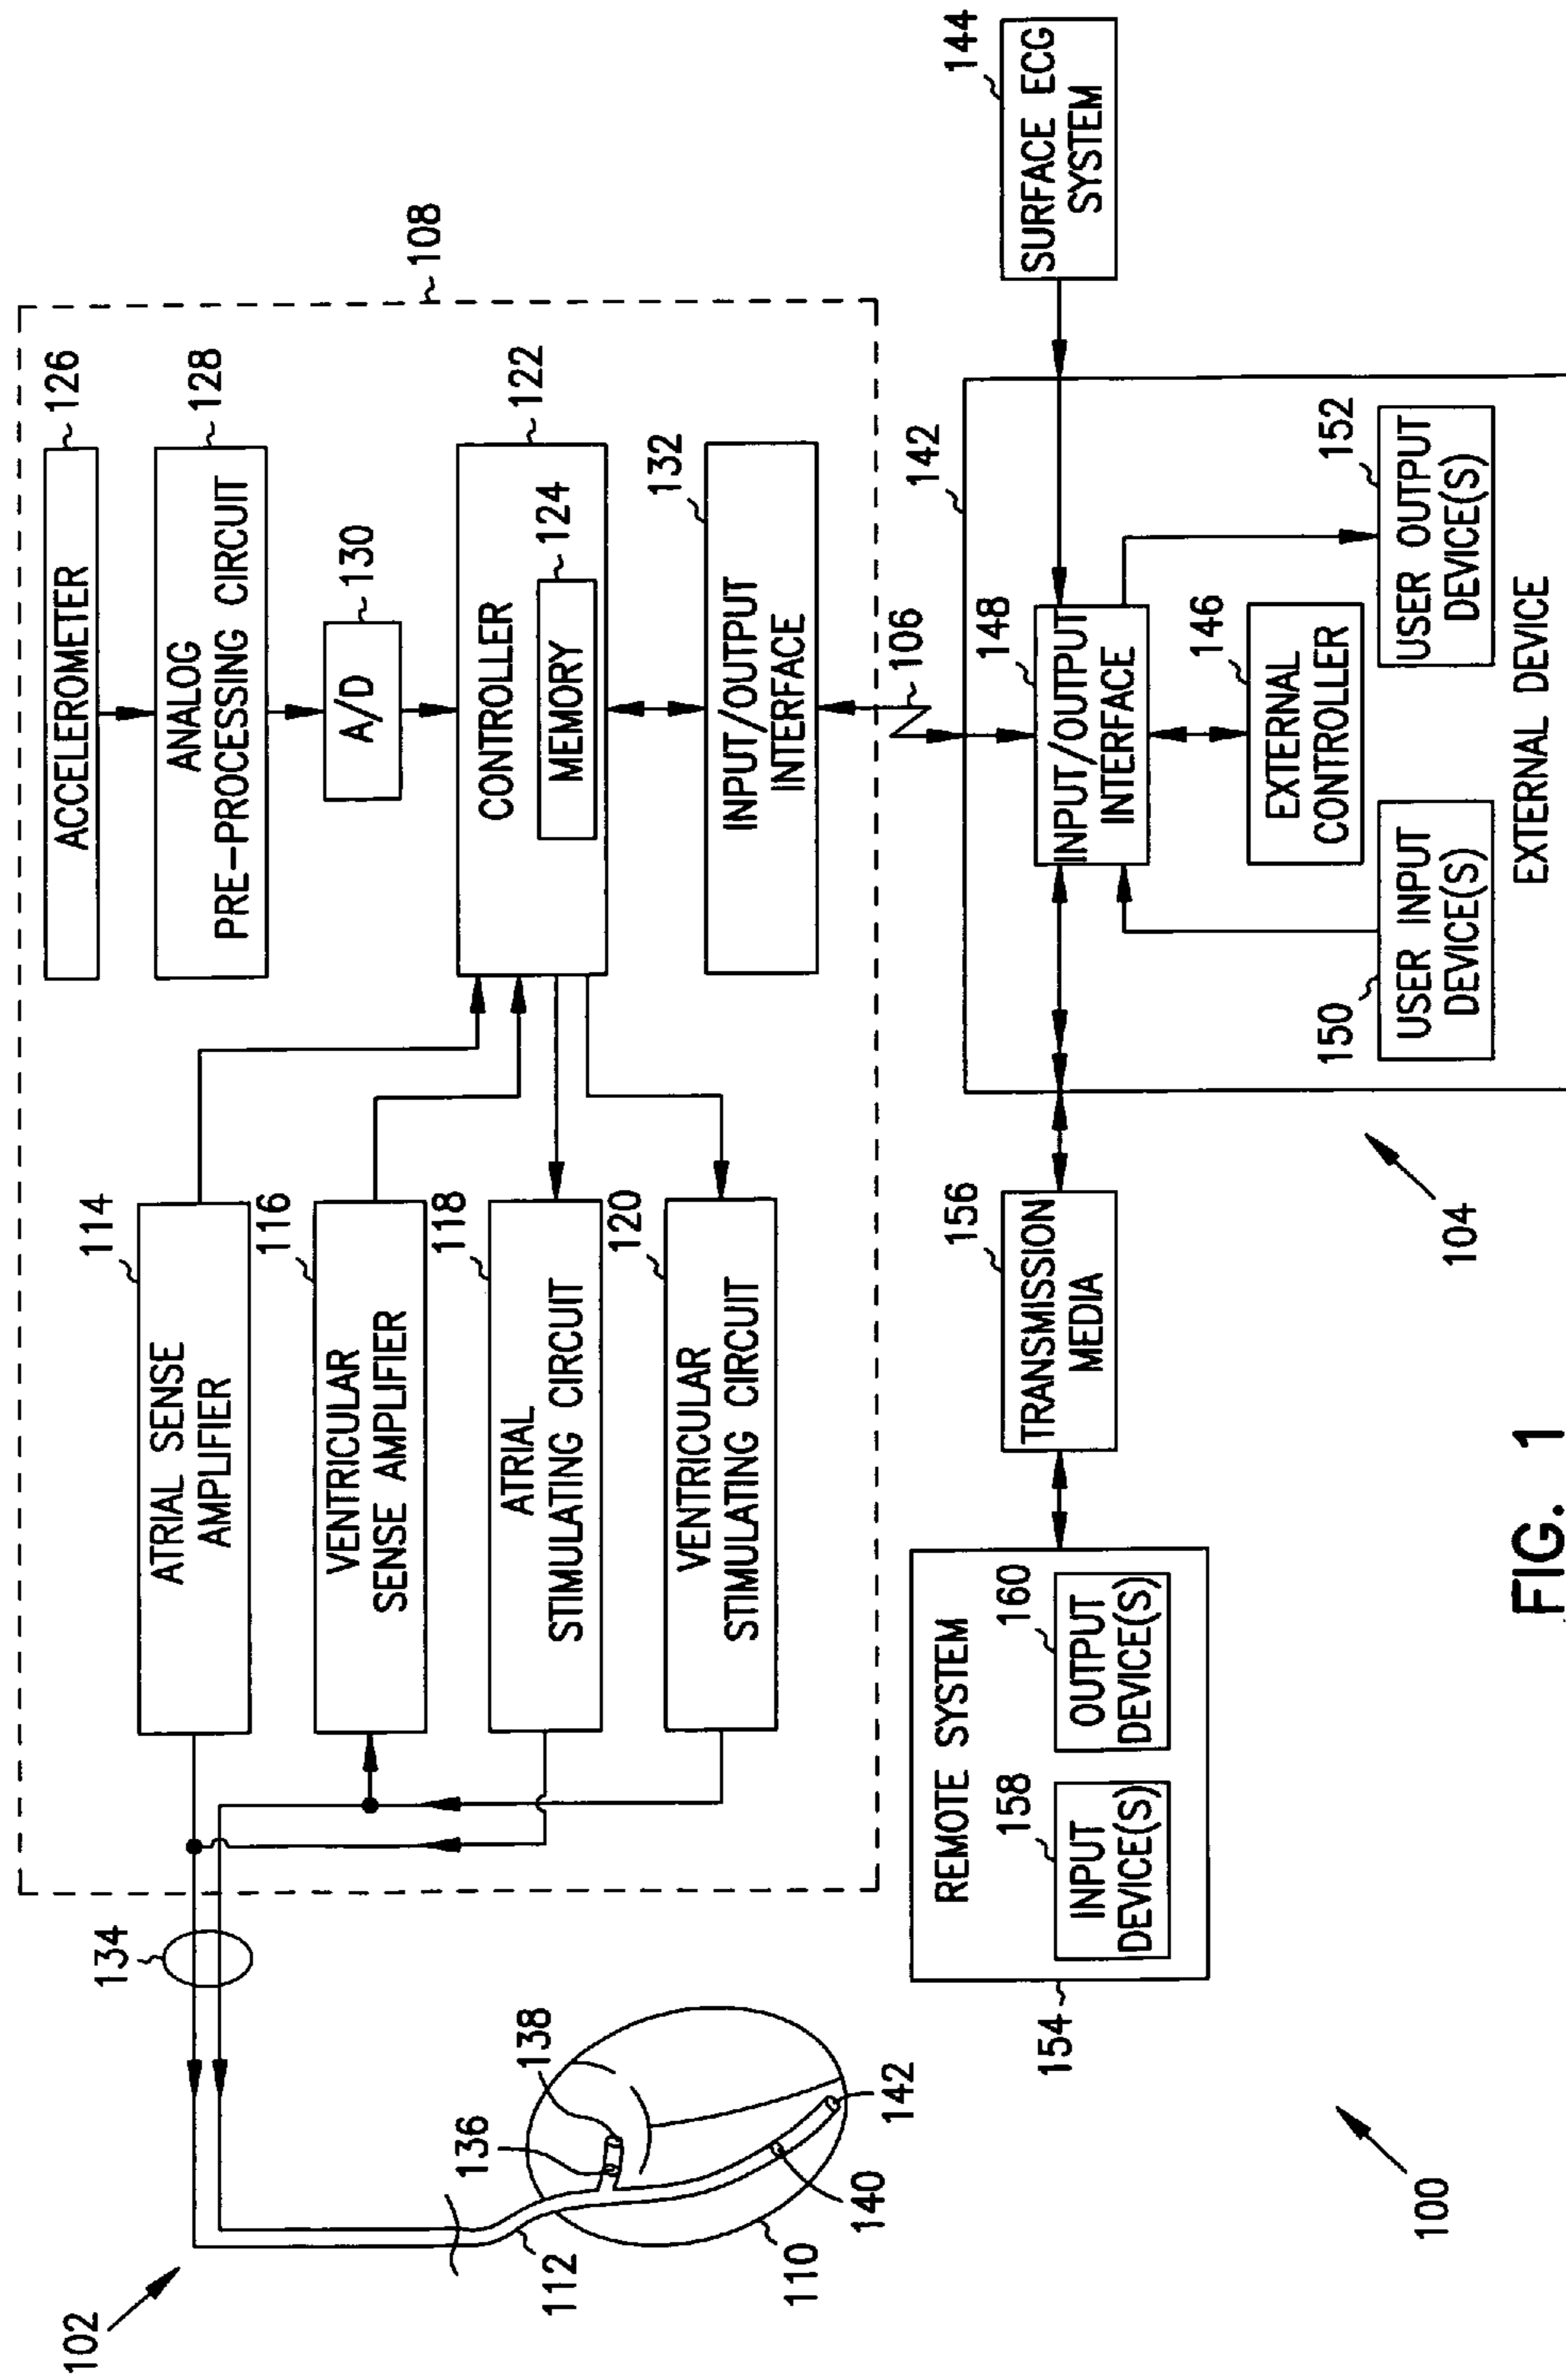 102
134
108
114
ATRIAL SENSE
AMPLIFIER
116
VENTRICULAR
SENSE AMPLIFIER
118
ATRIAL
STIMULATING CIRCUIT
120
VENTRICULAR
STIMULATING CIRCUIT
126
ACCELEROMETER
128
ANALOG
PRE-PROCESSING CIRCUIT
130
A/D
122
CONTROLLER
124
MEMORY
132
INPUT/OUTPUT
INTERFACE
106
112
136
138
110
140
142
154
REMOTE SYSTEM
158
INPUT
DEVICE(S)
160
OUTPUT
DEVICE(S)
156
TRANSMISSION
MEDIA
142
148
INPUT/OUTPUT
INTERFACE
146
EXTERNAL
CONTROLLER
150
USER INPUT
DEVICE(S)
152
USER OUTPUT
DEVICE(S)
EXTERNAL DEVICE
144
SURFACE ECG
SYSTEM
104
100
FIG. 1